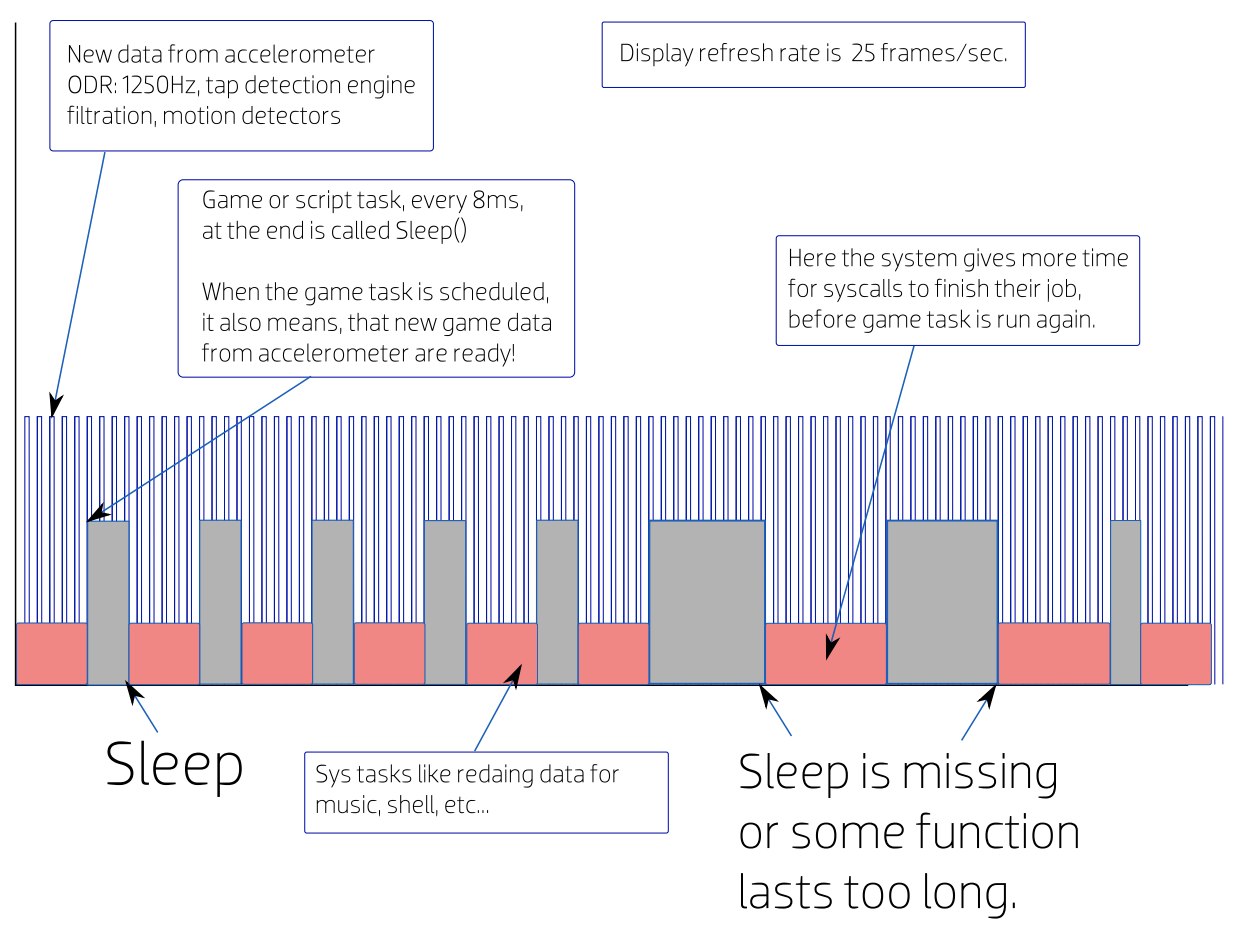 New data from accelerometer
ODR: 1250Hz, tap detection engine
filtration, motion detectors
Display refresh rate is 25 frames/sec.
Game or script task, every 8ms,
at the end is called Sleep()
When the game task is scheduled,
it also means, that new game data
from accelerometer are ready!
Here the system gives more time
for syscalls to finish their job,
before game task is run again.
Sleep
Sys tasks like redaing data for
music, shell, etc...
Sleep is missing
or some function
lasts too long.